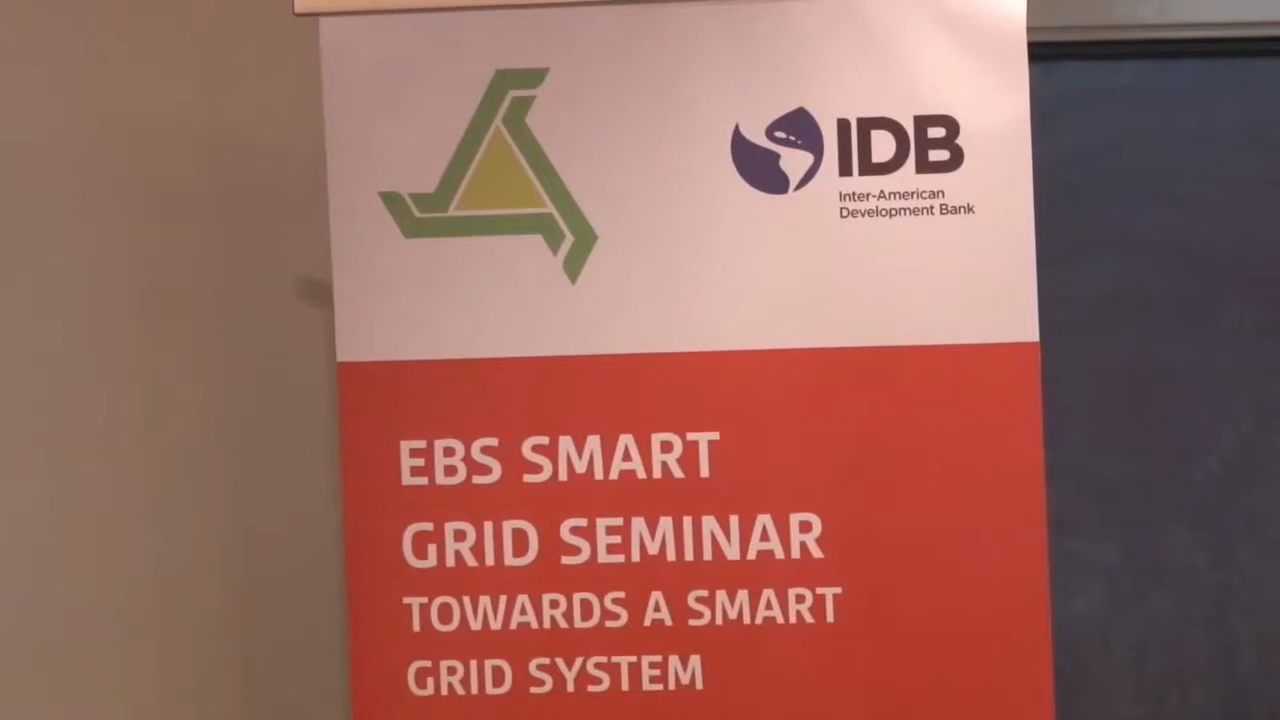 IDB
Inter-American
Development Bank
EBS SMART
GRID SEMINAR
TOWARDS A SMART
GRID SYSTEM